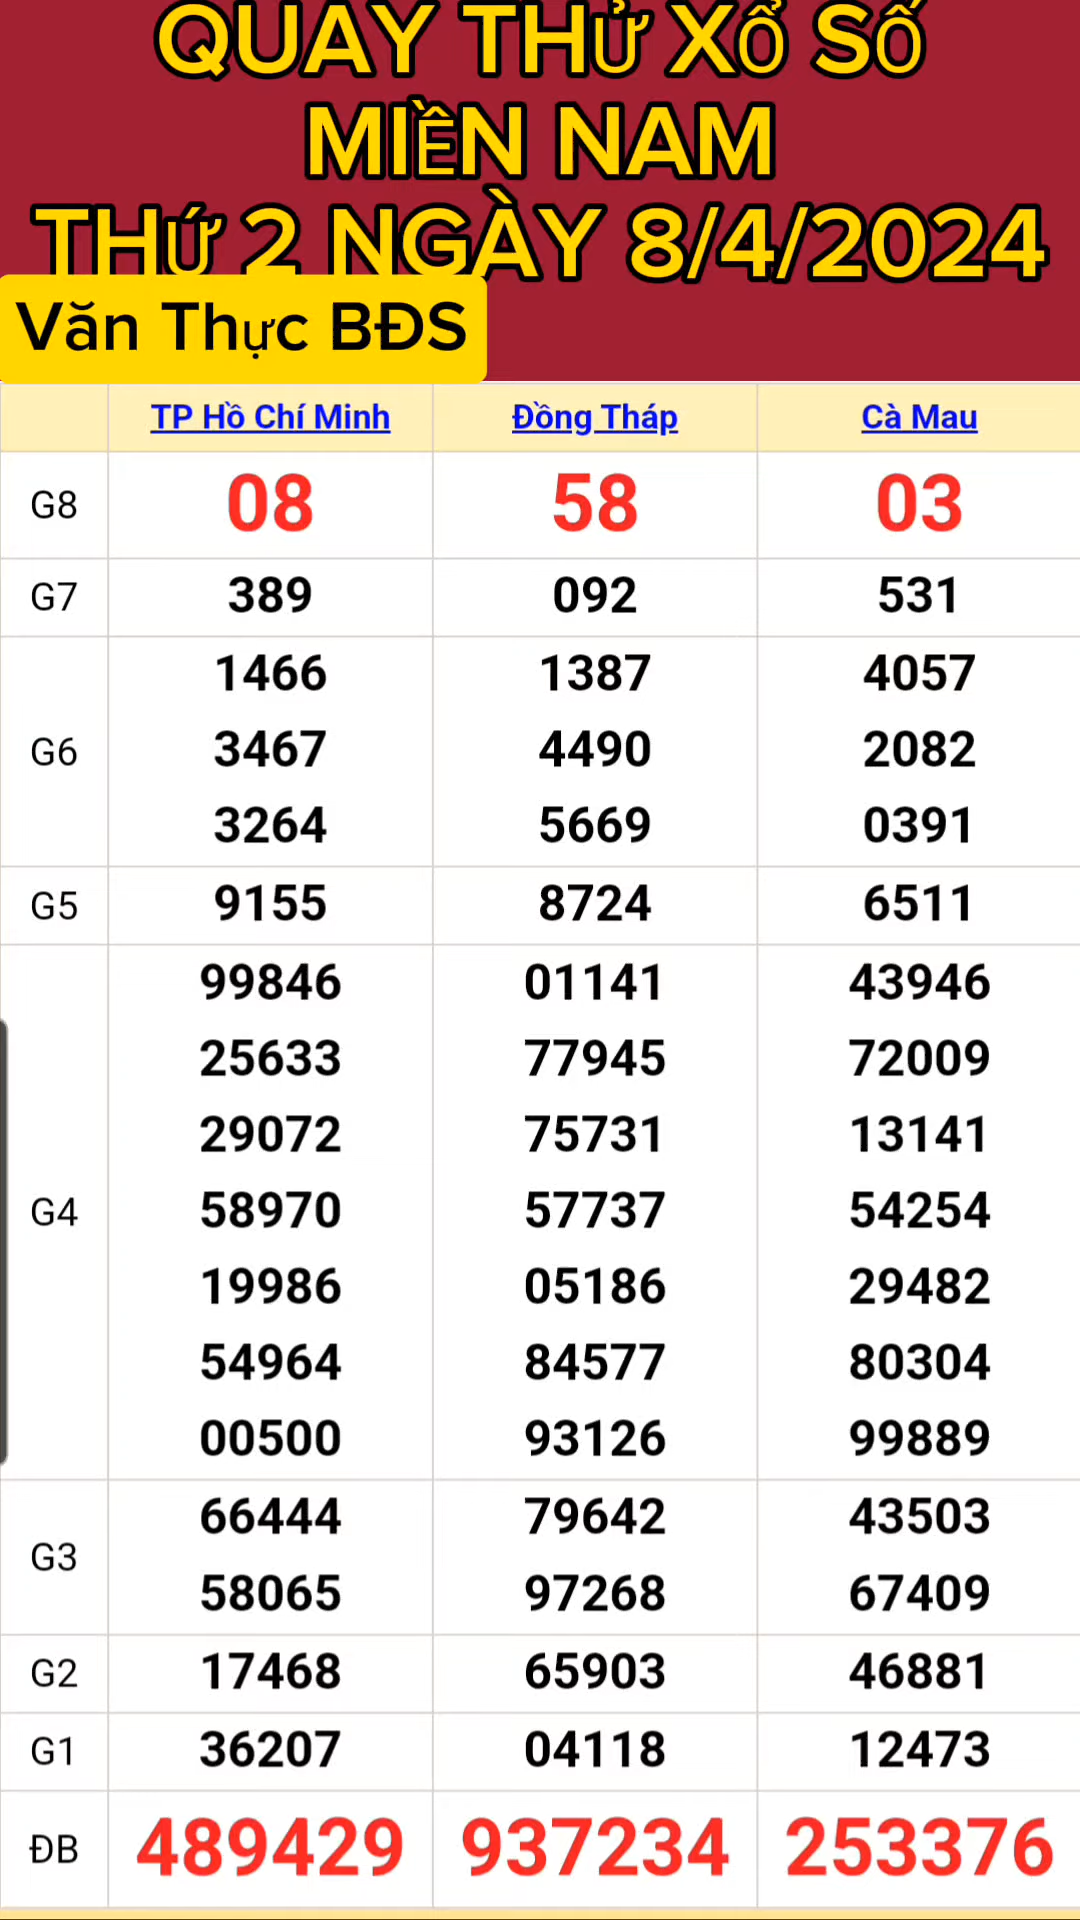 QUAY THỬ XỔ SỐ
MIỀN NAM
THỨ 2 NGÀY 8/4/2024
Văn Thực BĐS
TP Hồ Chí Minh Đồng Tháp Cà Mau
G8 08 58 03
G7 389 092 531
1466 1387 4057
G6 3467 4490 2082
3264 5669 0391
G5 9155 8724 6511
99846 01141 43946
25633 77945 72009
29072 75731 13141
G4 58970 57737 54254
19986 05186 29482
54964 84577 80304
00500 93126 99889
G3 66444 79642 43503
58065 97268 67409
G2 17468 65903 46881
G1 36207 04118 12473
ĐB 489429 937234 253376